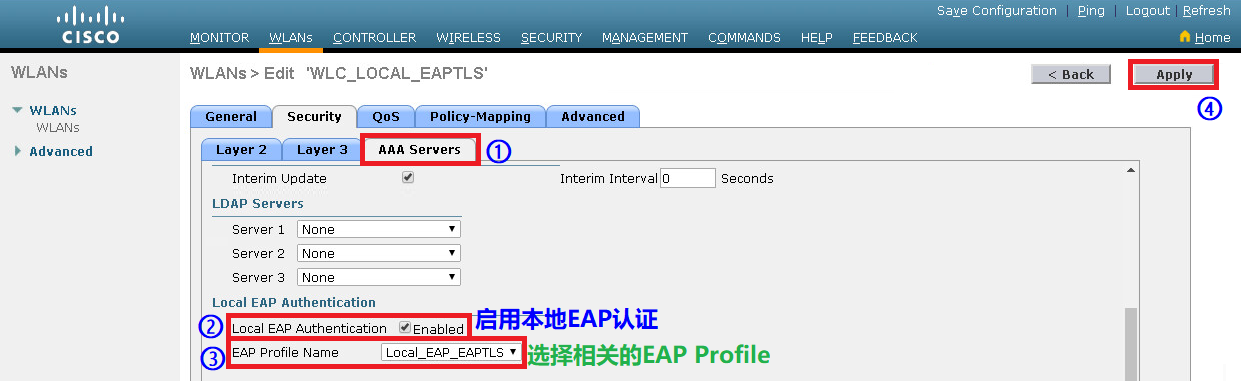 Save Configuration | Ping | Logout | Refresh
CISCO
MONITOR WLANs CONTROLLER WIRELESS SECURITY MANAGEMENT COMMANDS HELP FEEDBACK Home
WLANs
WLANs > Edit 'WLC_LOCAL_EAPTLS'
< Back
Apply
④
WLANs
WLANs
Advanced
General Security QoS Policy-Mapping Advanced
Layer 2 Layer 3 AAA Servers ①
Interim Update Interim Interval 0 Seconds
LDAP Servers
Server 1 None
Server 2 None
Server 3 None
Local EAP Authentication
② Local EAP Authentication Enabled 启用本地EAP认证
③ EAP Profile Name Local_EAP_EAPTLS 选择相关的EAP Profile